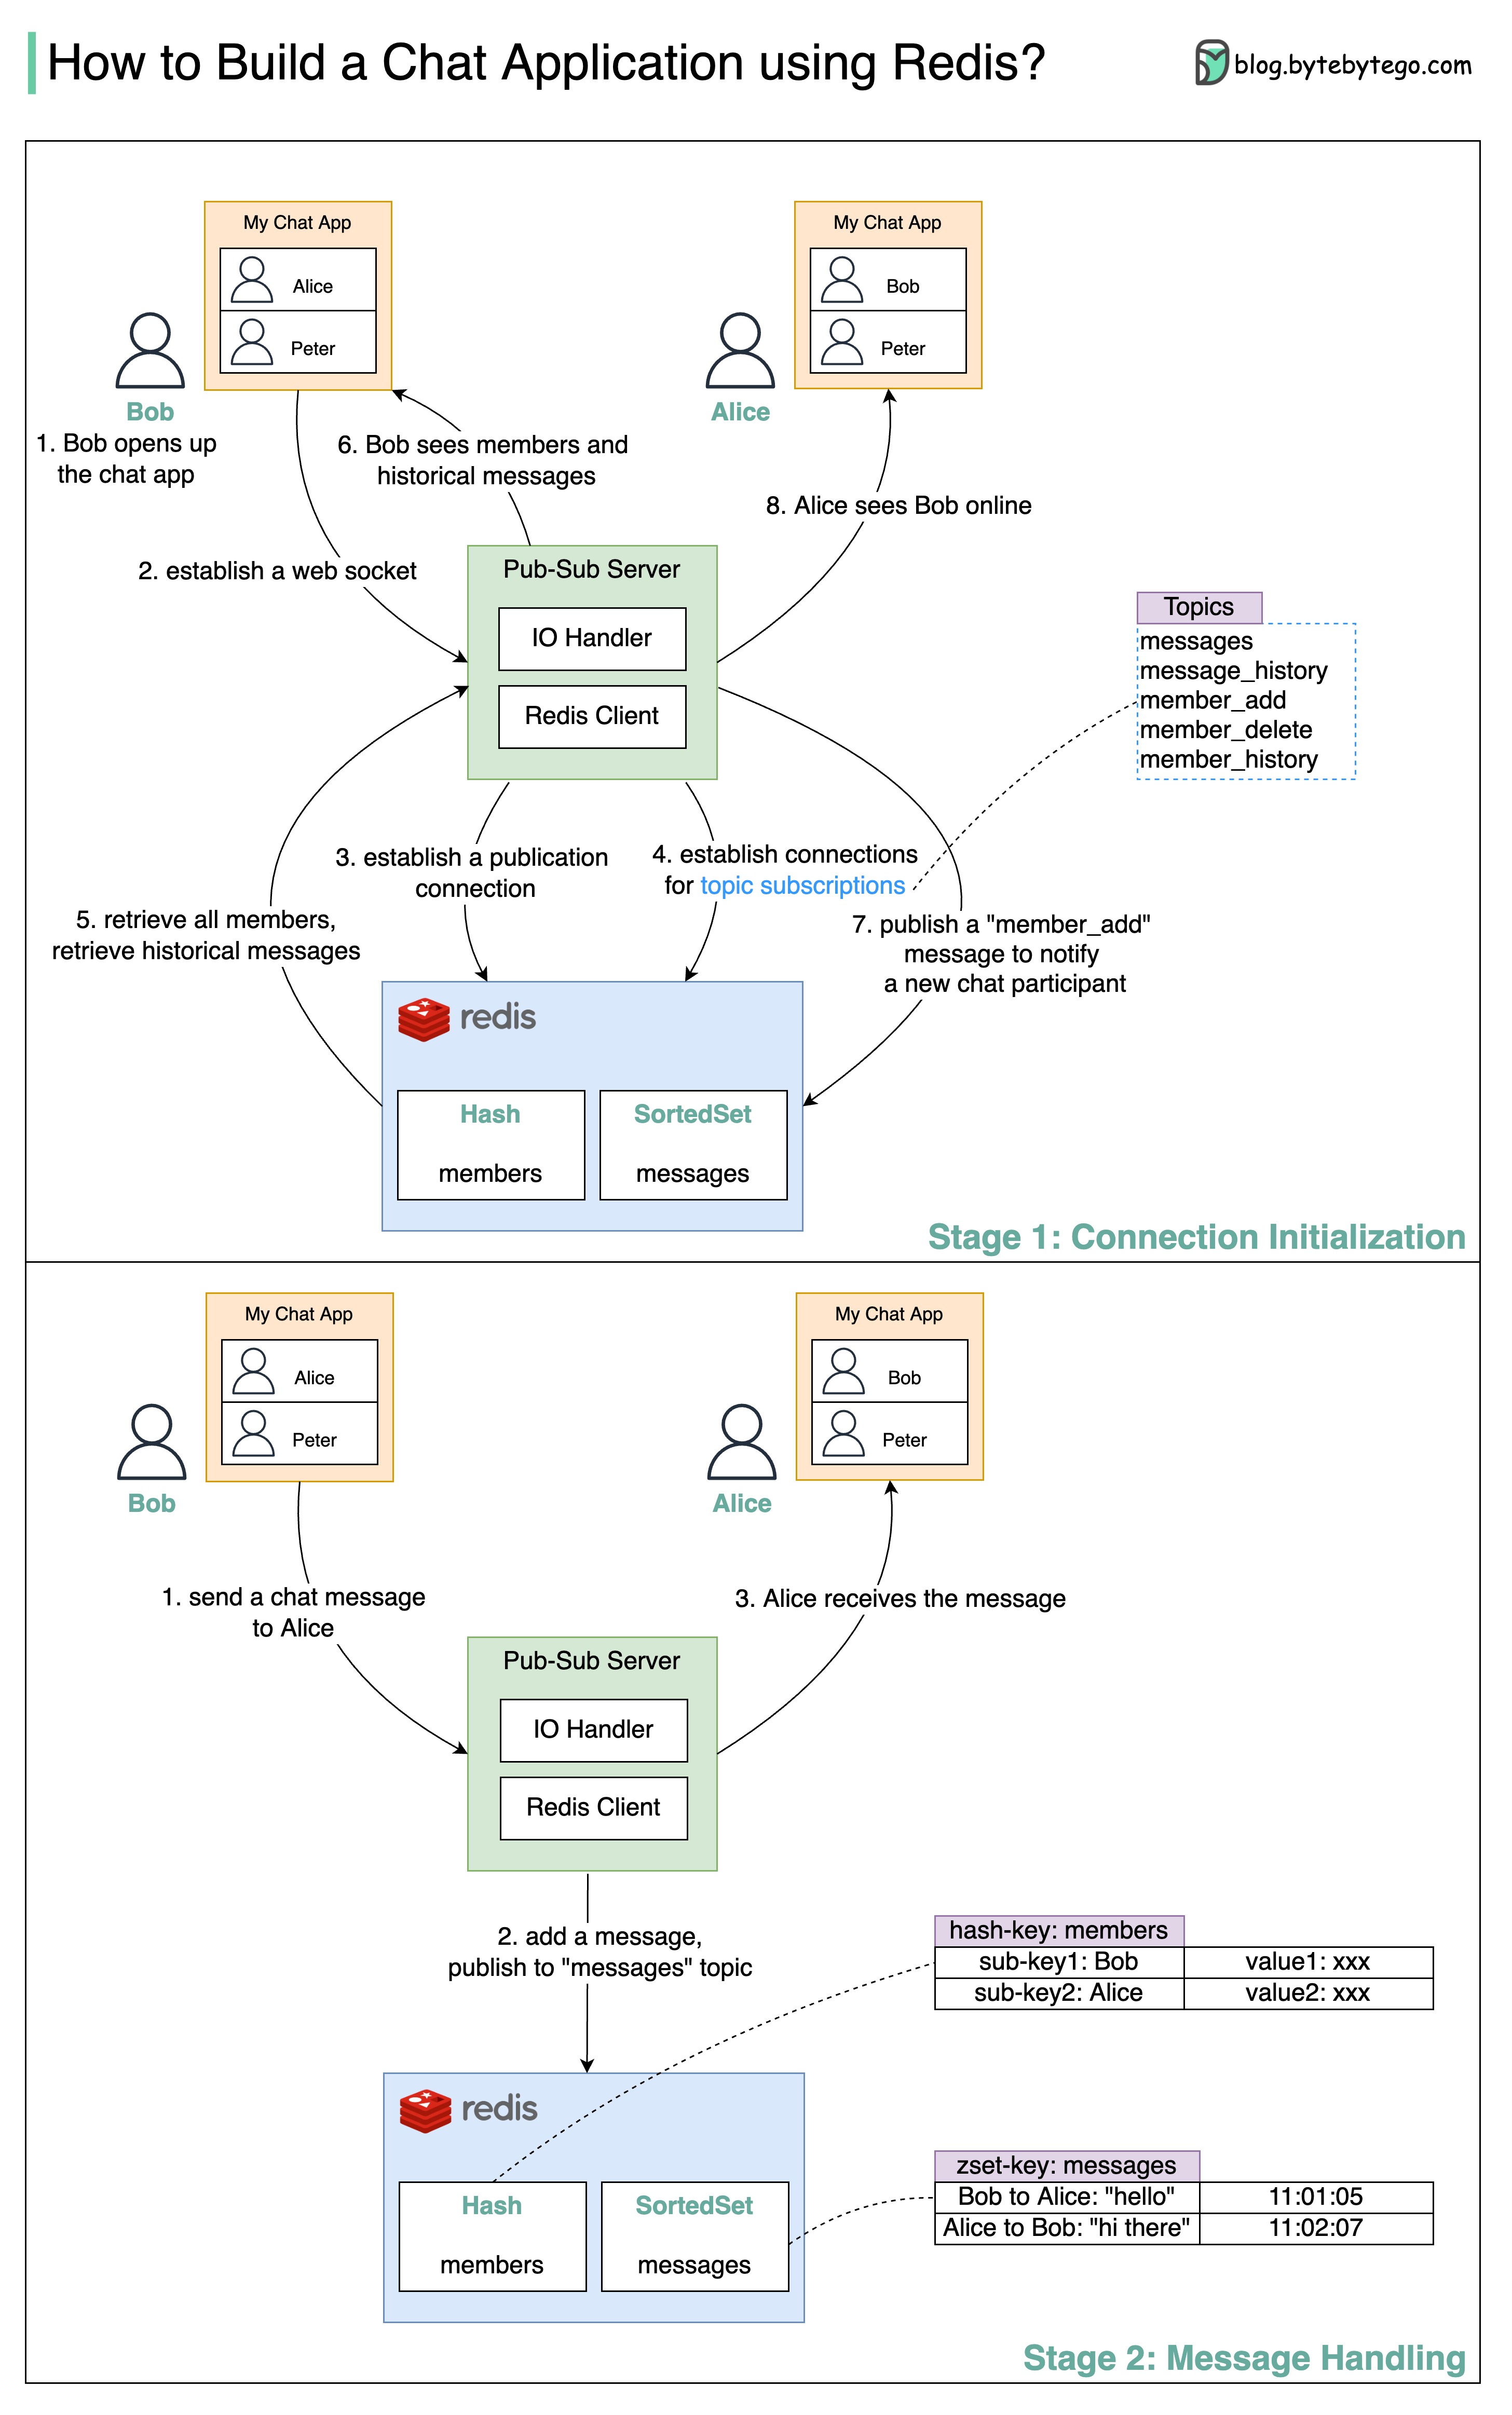 How to Build a Chat Application using Redis?
blog.bytebytego.com
My Chat App
Alice
Peter
Bob
1. Bob opens up
the chat app
My Chat App
Bob
Peter
Alice
6. Bob sees members and
historical messages
8. Alice sees Bob online
2. establish a web socket
Pub-Sub Server
IO Handler
Redis Client
Topics
messages
message_history
member_add
member_delete
member_history
3. establish a publication
connection
4. establish connections
for topic subscriptions
5. retrieve all members,
retrieve historical messages
7. publish a "member_add"
message to notify
a new chat participant
redis
Hash
members
SortedSet
messages
Stage 1: Connection Initialization
My Chat App
Alice
Peter
Bob
My Chat App
Bob
Peter
Alice
1. send a chat message
to Alice
3. Alice receives the message
Pub-Sub Server
IO Handler
Redis Client
2. add a message,
publish to "messages" topic
hash-key: members
sub-key1: Bob value1: xxx
sub-key2: Alice value2: xxx
redis
Hash
members
SortedSet
messages
zset-key: messages
Bob to Alice: "hello" 11:01:05
Alice to Bob: "hi there" 11:02:07
Stage 2: Message Handling